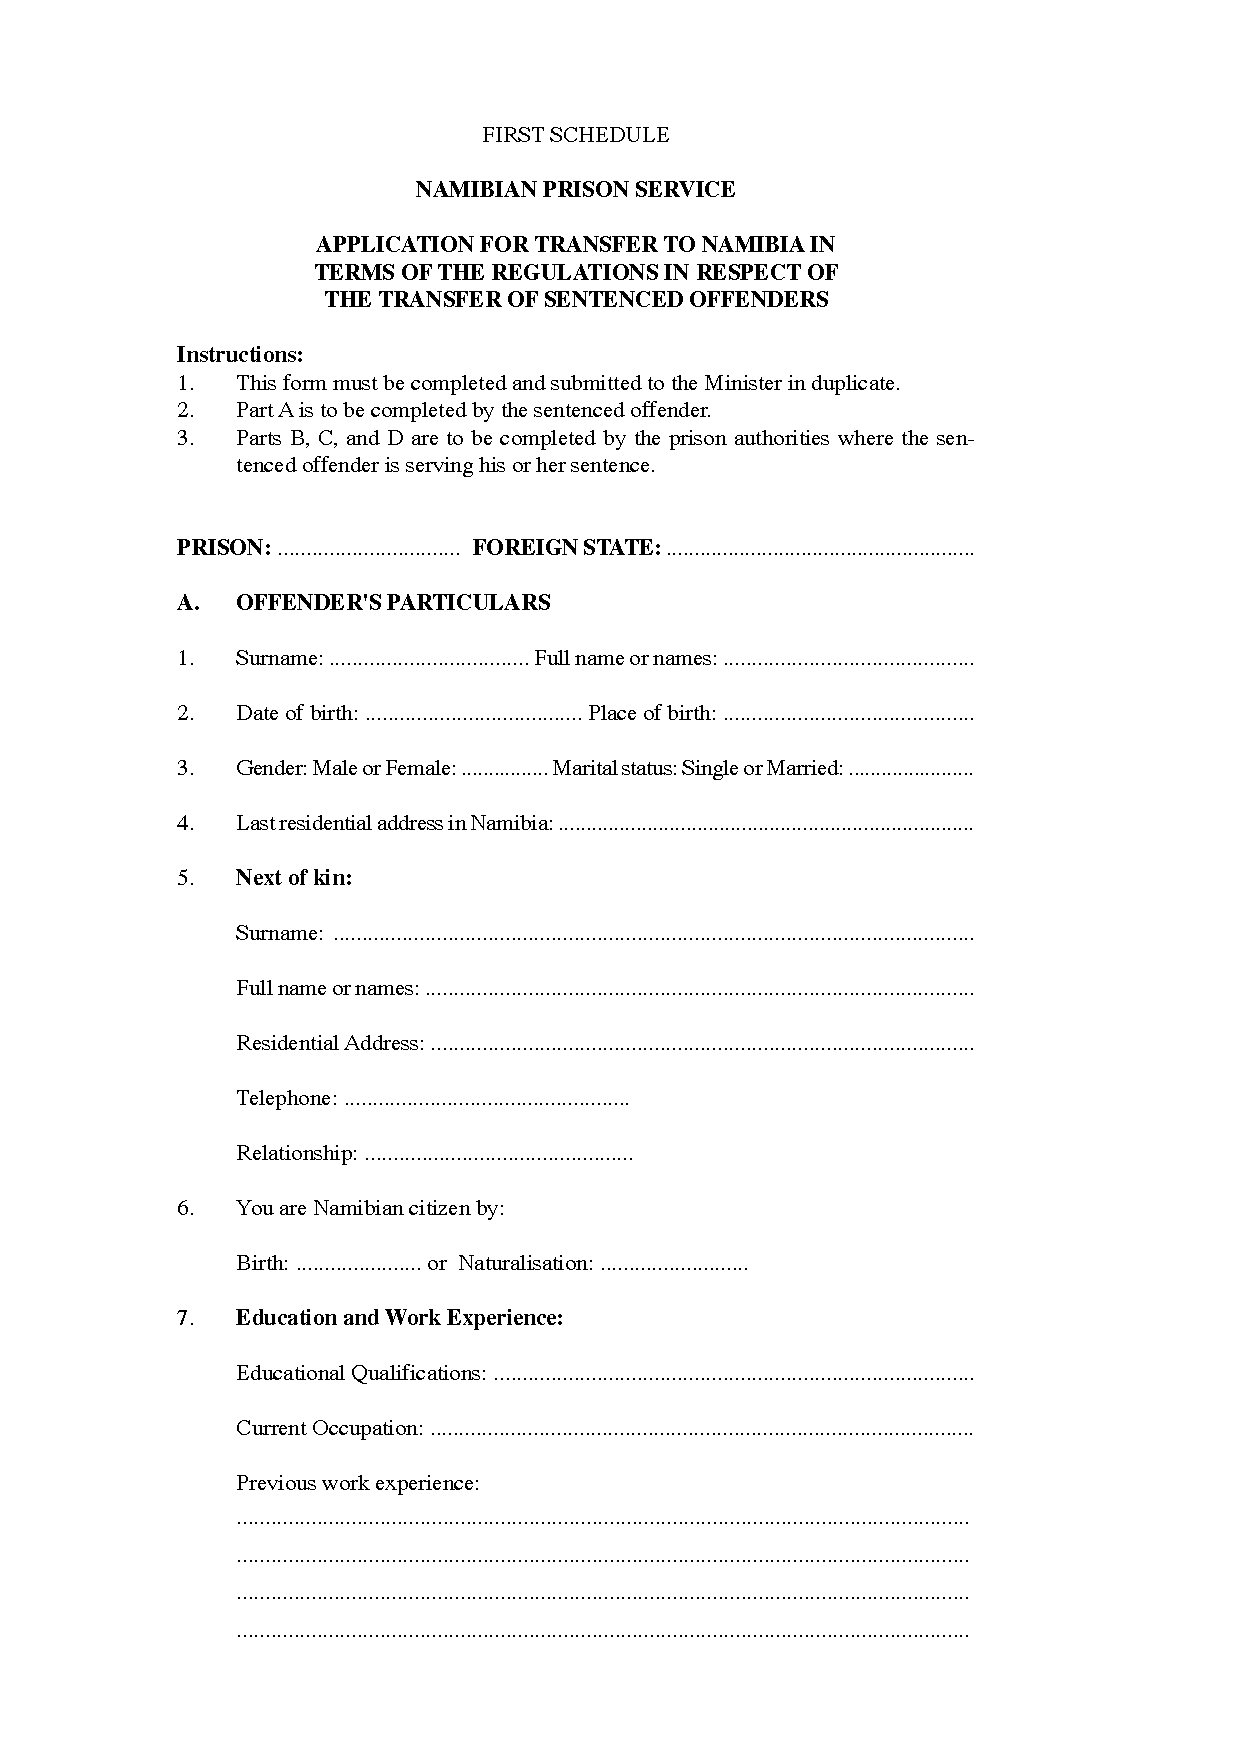 FIRST SCHEDULE
NAMIBIAN PRISON SERVICE
APPLICATION FOR TRANSFER TO NAMIBIA IN
TERMS OF THE REGULATIONS IN RESPECT OF
THE TRANSFER OF SENTENCED OFFENDERS
Instructions:
1. This form must be completed and submitted to the Minister in duplicate.
2. Part A is to be completed by the sentenced offender.
3. Parts B, C, and D are to be completed by the prison authorities where the sen-
tenced offender is serving his or her sentence.
PRISON: ................................ FOREIGN STATE: ......................................................
A. OFFENDER'S PARTICULARS
1. Surname: ................................... Full name or names: ............................................
2. Date of birth: ...................................... Place of birth: ............................................
3. Gender: Male or Female: ................ Marital status: Single or Married: .......................
4. Last residential address in Namibia: ...........................................................................
5. Next of kin:
Surname: ................................................................................................................
Full name or names: ................................................................................................
Residential Address: ...............................................................................................
Telephone: ..................................................
Relationship: ...............................................
6. You are Namibian citizen by:
Birth: ...................... or Naturalisation: ..........................
7. Education and Work Experience:
Educational Qualifications: ....................................................................................
Current Occupation: ...............................................................................................
Previous work experience:
................................................................................................................................
................................................................................................................................
................................................................................................................................
................................................................................................................................